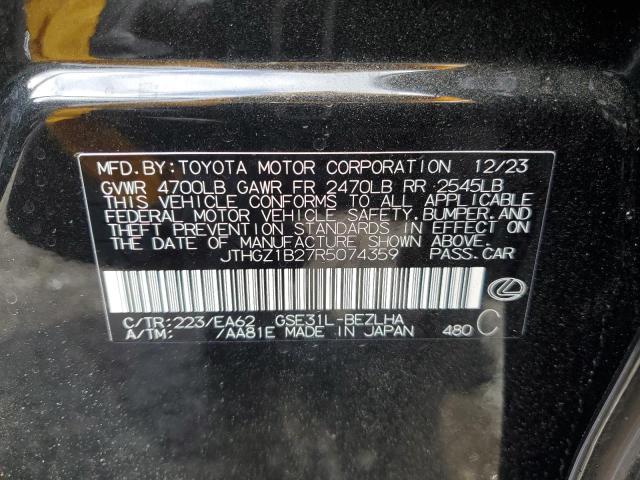 MFD.BY:TOYOTA MOTOR CORPORATION 12/23
GVWR 4700LB GAWR FR 2470LB RR 2545LB
THIS VEHICLE CONFORMS TO ALL APPLICABLE
FEDERAL MOTOR VEHICLE SAFETY,BUMPER,AND
THEFT PREVENTION STANDARDS IN EFFECT ON
THE DATE OF MANUFACTURE SHOWN ABOVE.
JTHGZ1B27R5074359 PASS.CAR
C/TR:223/EA62 GSE31L-BEZLHA
A/TM: /AA81E MADE IN JAPAN 480 C